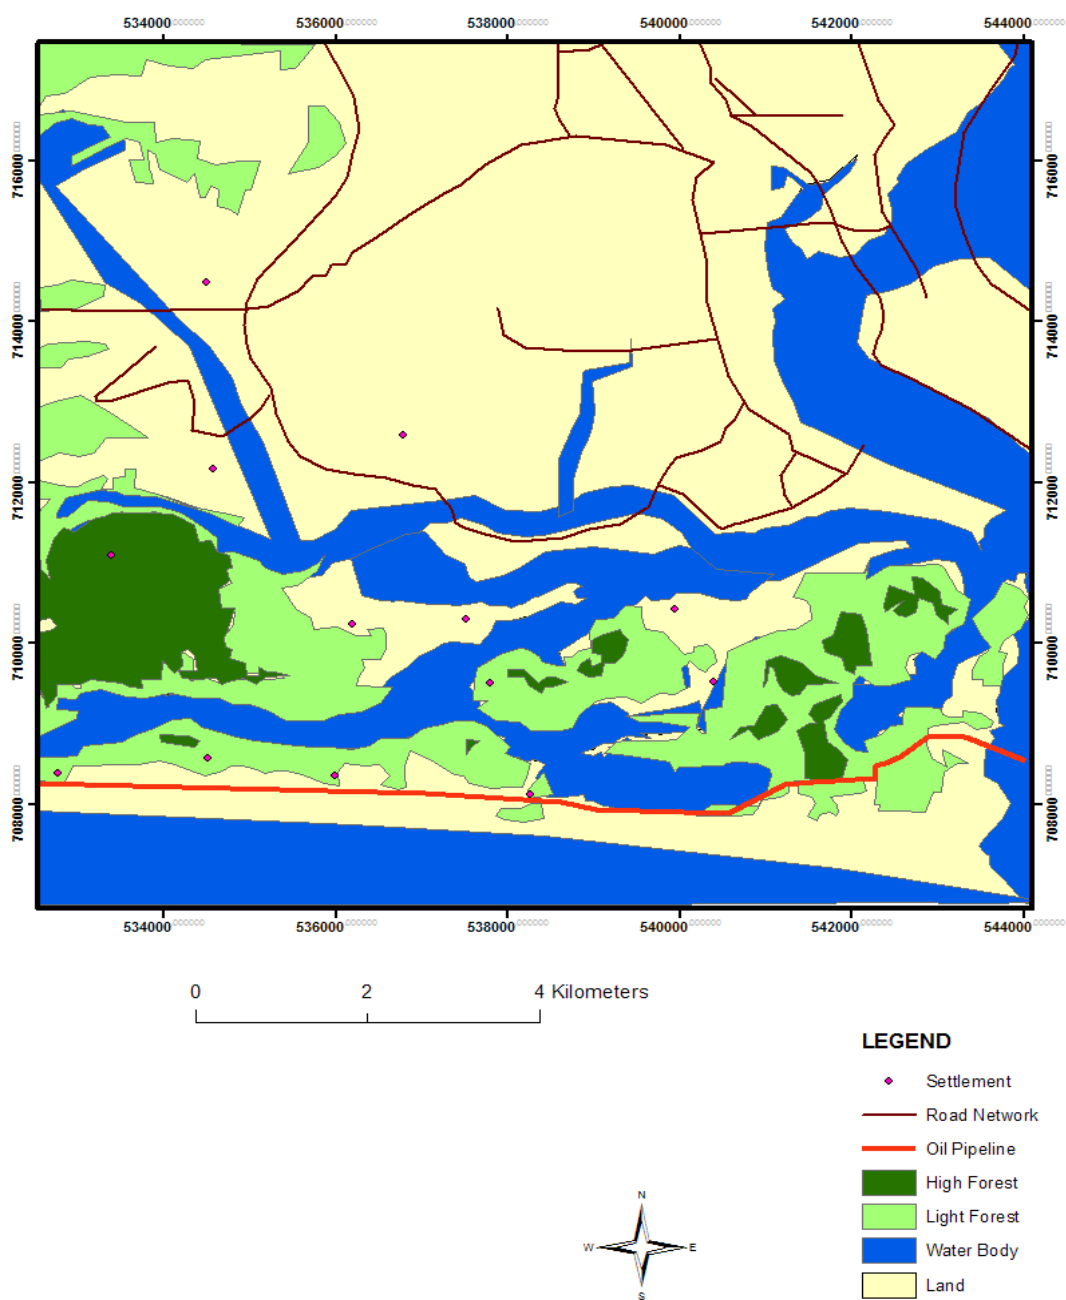 534000 536000 538000 540000 542000 544000
716000 716000
714000 714000
712000 712000
710000 710000
708000 708000
534000 536000 538000 540000 542000 544000
0 2 4 Kilometers
LEGEND
Settlement
Road Network
Oil Pipeline
High Forest
Light Forest
Water Body
Land
N
W E
S